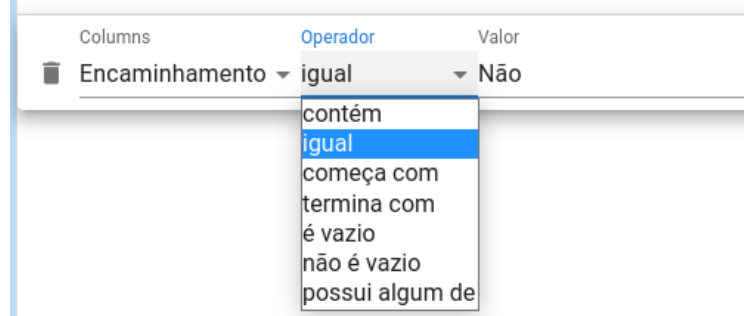 Columns Operador Valor
Encaminhamento igual Não
contém
igual
começa com
termina com
é vazio
não é vazio
possui algum de